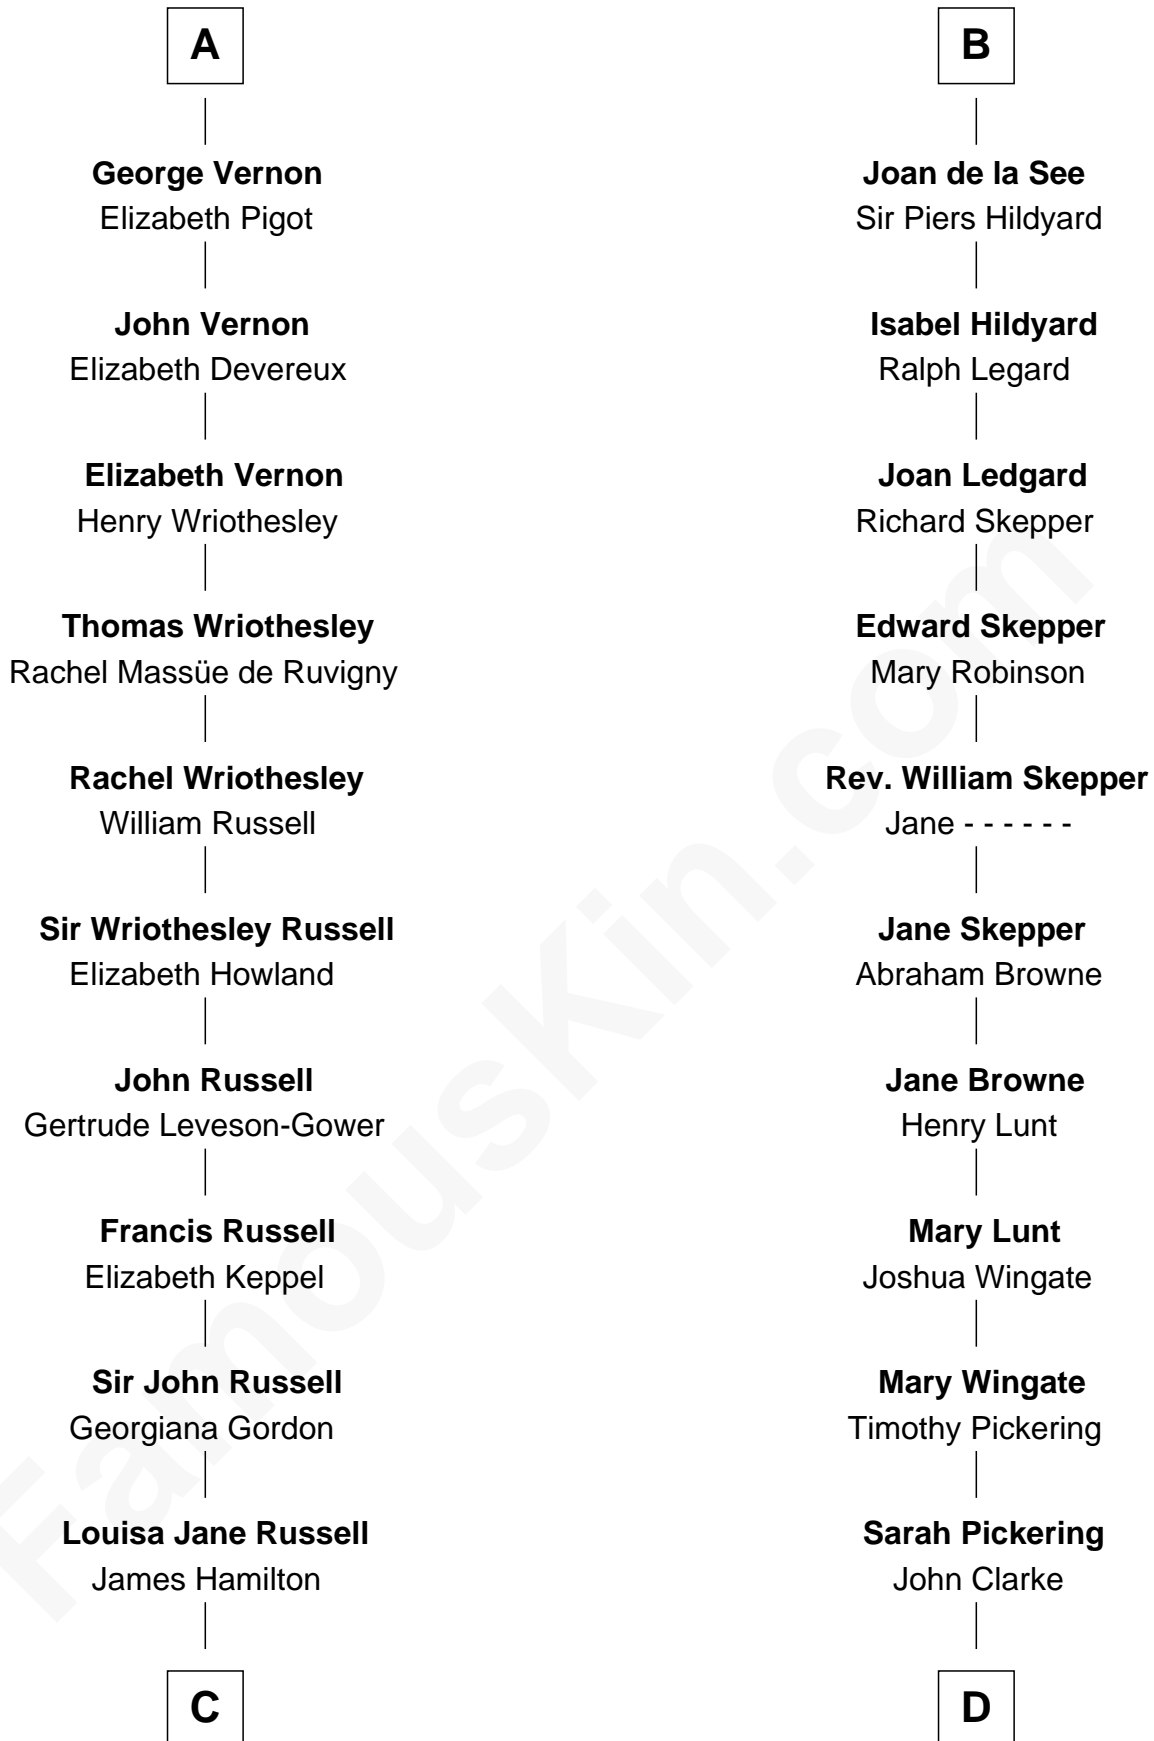 A
George Vernon
Elizabeth Pigot
John Vernon
Elizabeth Devereux
Elizabeth Vernon
Henry Wriothesley
Thomas Wriothesley
Rachel Massüe de Ruvigny
Rachel Wriothesley
William Russell
Sir Wriothesley Russell
Elizabeth Howland
John Russell
Gertrude Leveson-Gower
Francis Russell
Elizabeth Keppel
Sir John Russell
Georgiana Gordon
Louisa Jane Russell
James Hamilton
C
B
Joan de la See
Sir Piers Hildyard
Isabel Hildyard
Ralph Legard
Joan Ledgard
Richard Skepper
Edward Skepper
Mary Robinson
Rev. William Skepper
Jane - - - - - -
Jane Skepper
Abraham Browne
Jane Browne
Henry Lunt
Mary Lunt
Joshua Wingate
Mary Wingate
Timothy Pickering
Sarah Pickering
John Clarke
D
FamousKin.com